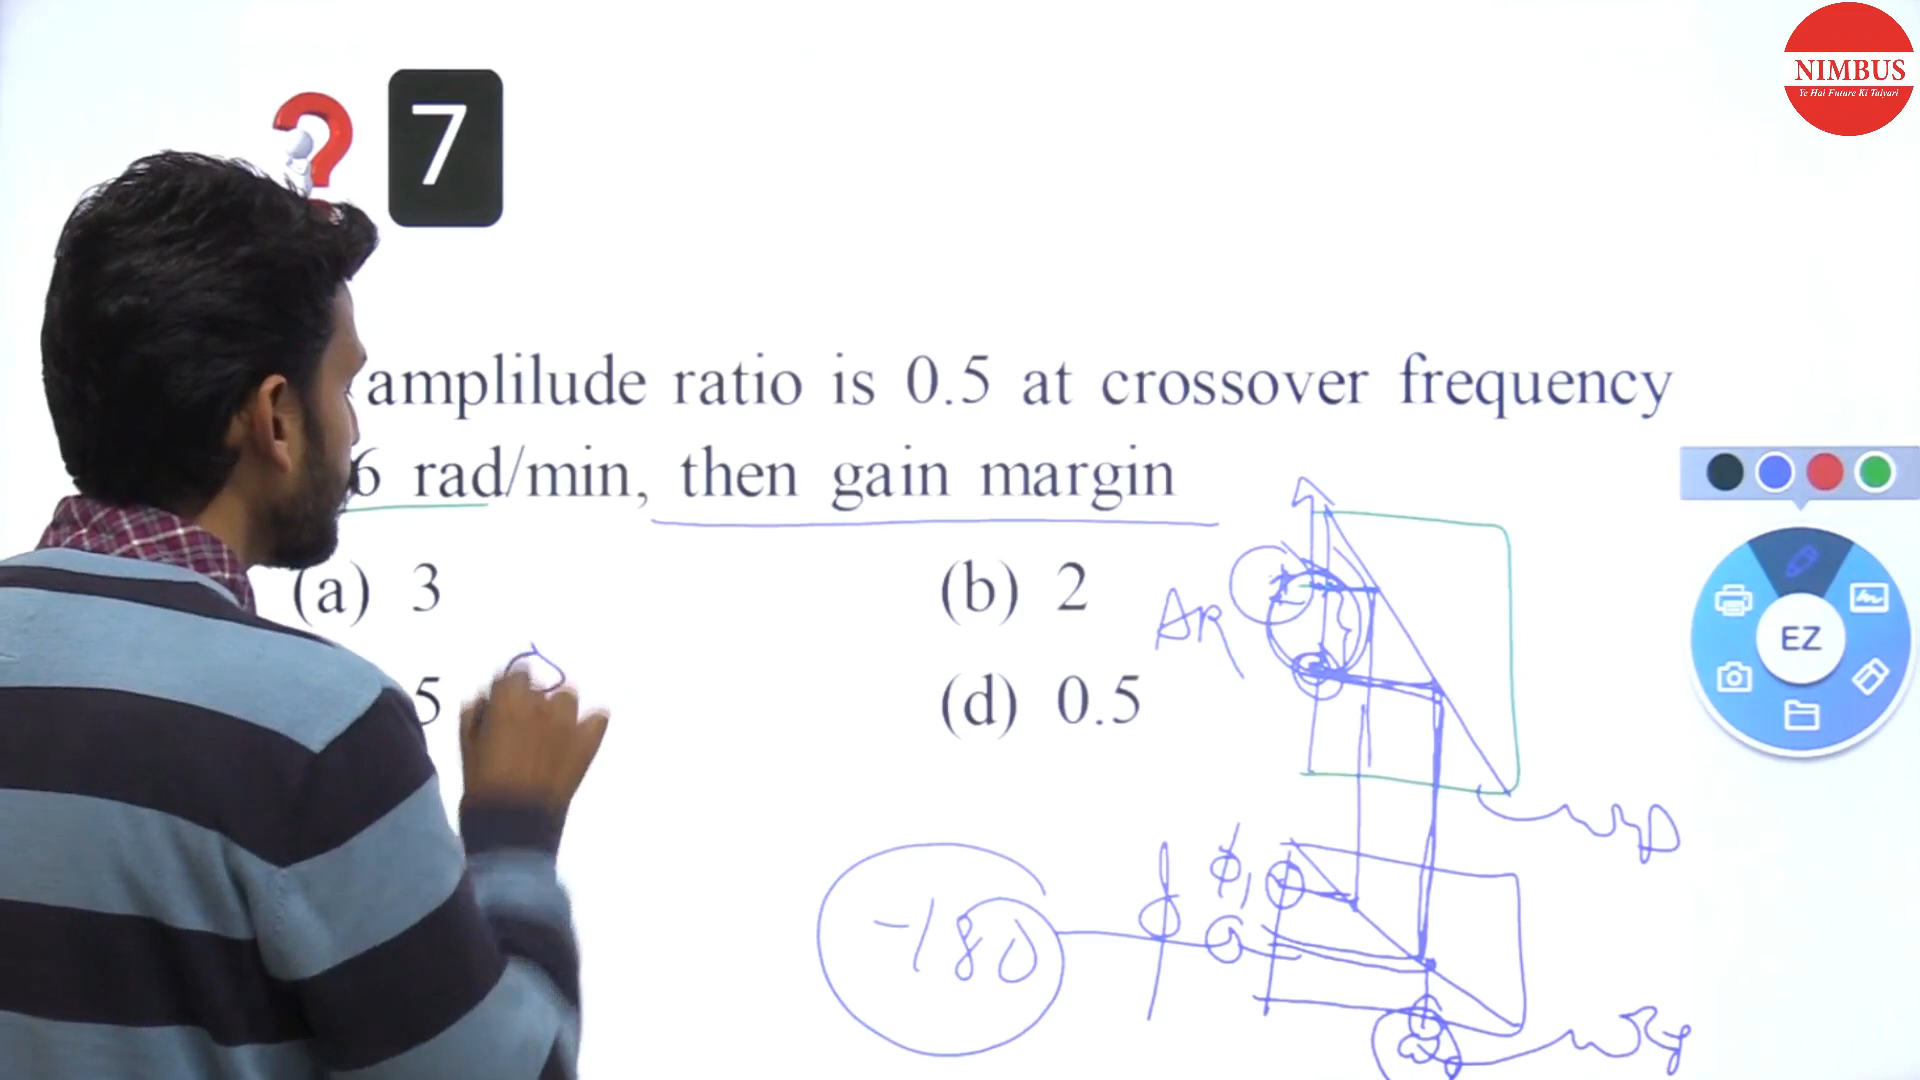 NIMBUS
Ye Hai Future Ki Taiyari
7
amplilude ratio is 0.5 at crossover frequency
6 rad/min, then gain margin
(a) 3 (b) 2
5 (d) 0.5
AR
EZ
-180
ϕ ϕ1